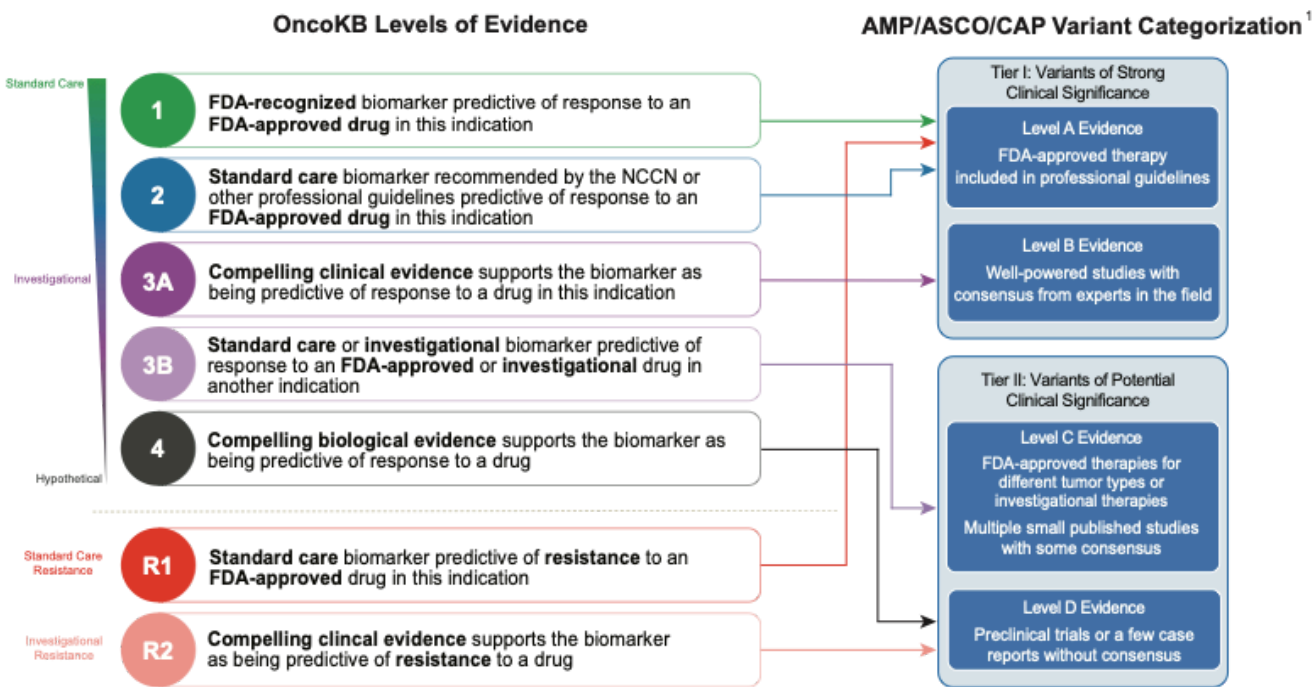 OncoKB Levels of Evidence
AMP/ASCO/CAP Variant Categorization 1
Standard Care
Investigational
Hypothetical
1
FDA-recognized biomarker predictive of response to an
FDA-approved drug in this indication
2
Standard care biomarker recommended by the NCCN or
other professional guidelines predictive of response to an
FDA-approved drug in this indication
3A
Compelling clinical evidence supports the biomarker as
being predictive of response to a drug in this indication
3B
Standard care or investigational biomarker predictive of
response to an FDA-approved or investigational drug in
another indication
4
Compelling biological evidence supports the biomarker as
being predictive of response to a drug
Standard Care
Resistance
R1
Standard care biomarker predictive of resistance to an
FDA-approved drug in this indication
Investigational
Resistance
R2
Compelling clincal evidence supports the biomarker
as being predictive of resistance to a drug
Tier I: Variants of Strong
Clinical Significance
Level A Evidence
FDA-approved therapy
included in professional guidelines
Level B Evidence
Well-powered studies with
consensus from experts in the field
Tier II: Variants of Potential
Clinical Significance
Level C Evidence
FDA-approved therapies for
different tumor types or
investigational therapies
Multiple small published studies
with some consensus
Level D Evidence
Preclinical trials or a few case
reports without consensus